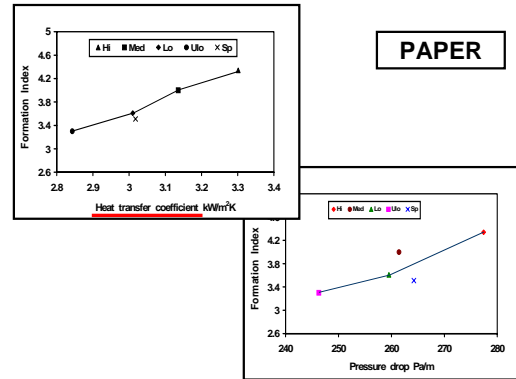 PAPER
5
▲ Hi ■ Med ♦ Lo ● Ulo × Sp
4.6
4.2
3.8
3.4
3
2.6
Formation Index
2.8 2.9 3 3.1 3.2 3.3 3.4
Heat transfer coefficient kW/m²K
♦ Hi ● Med ▲ Lo ■ Ulo × Sp
4.2
3.8
3.4
3
2.6
Formation Index
240 250 260 270 280
Pressure drop Pa/m